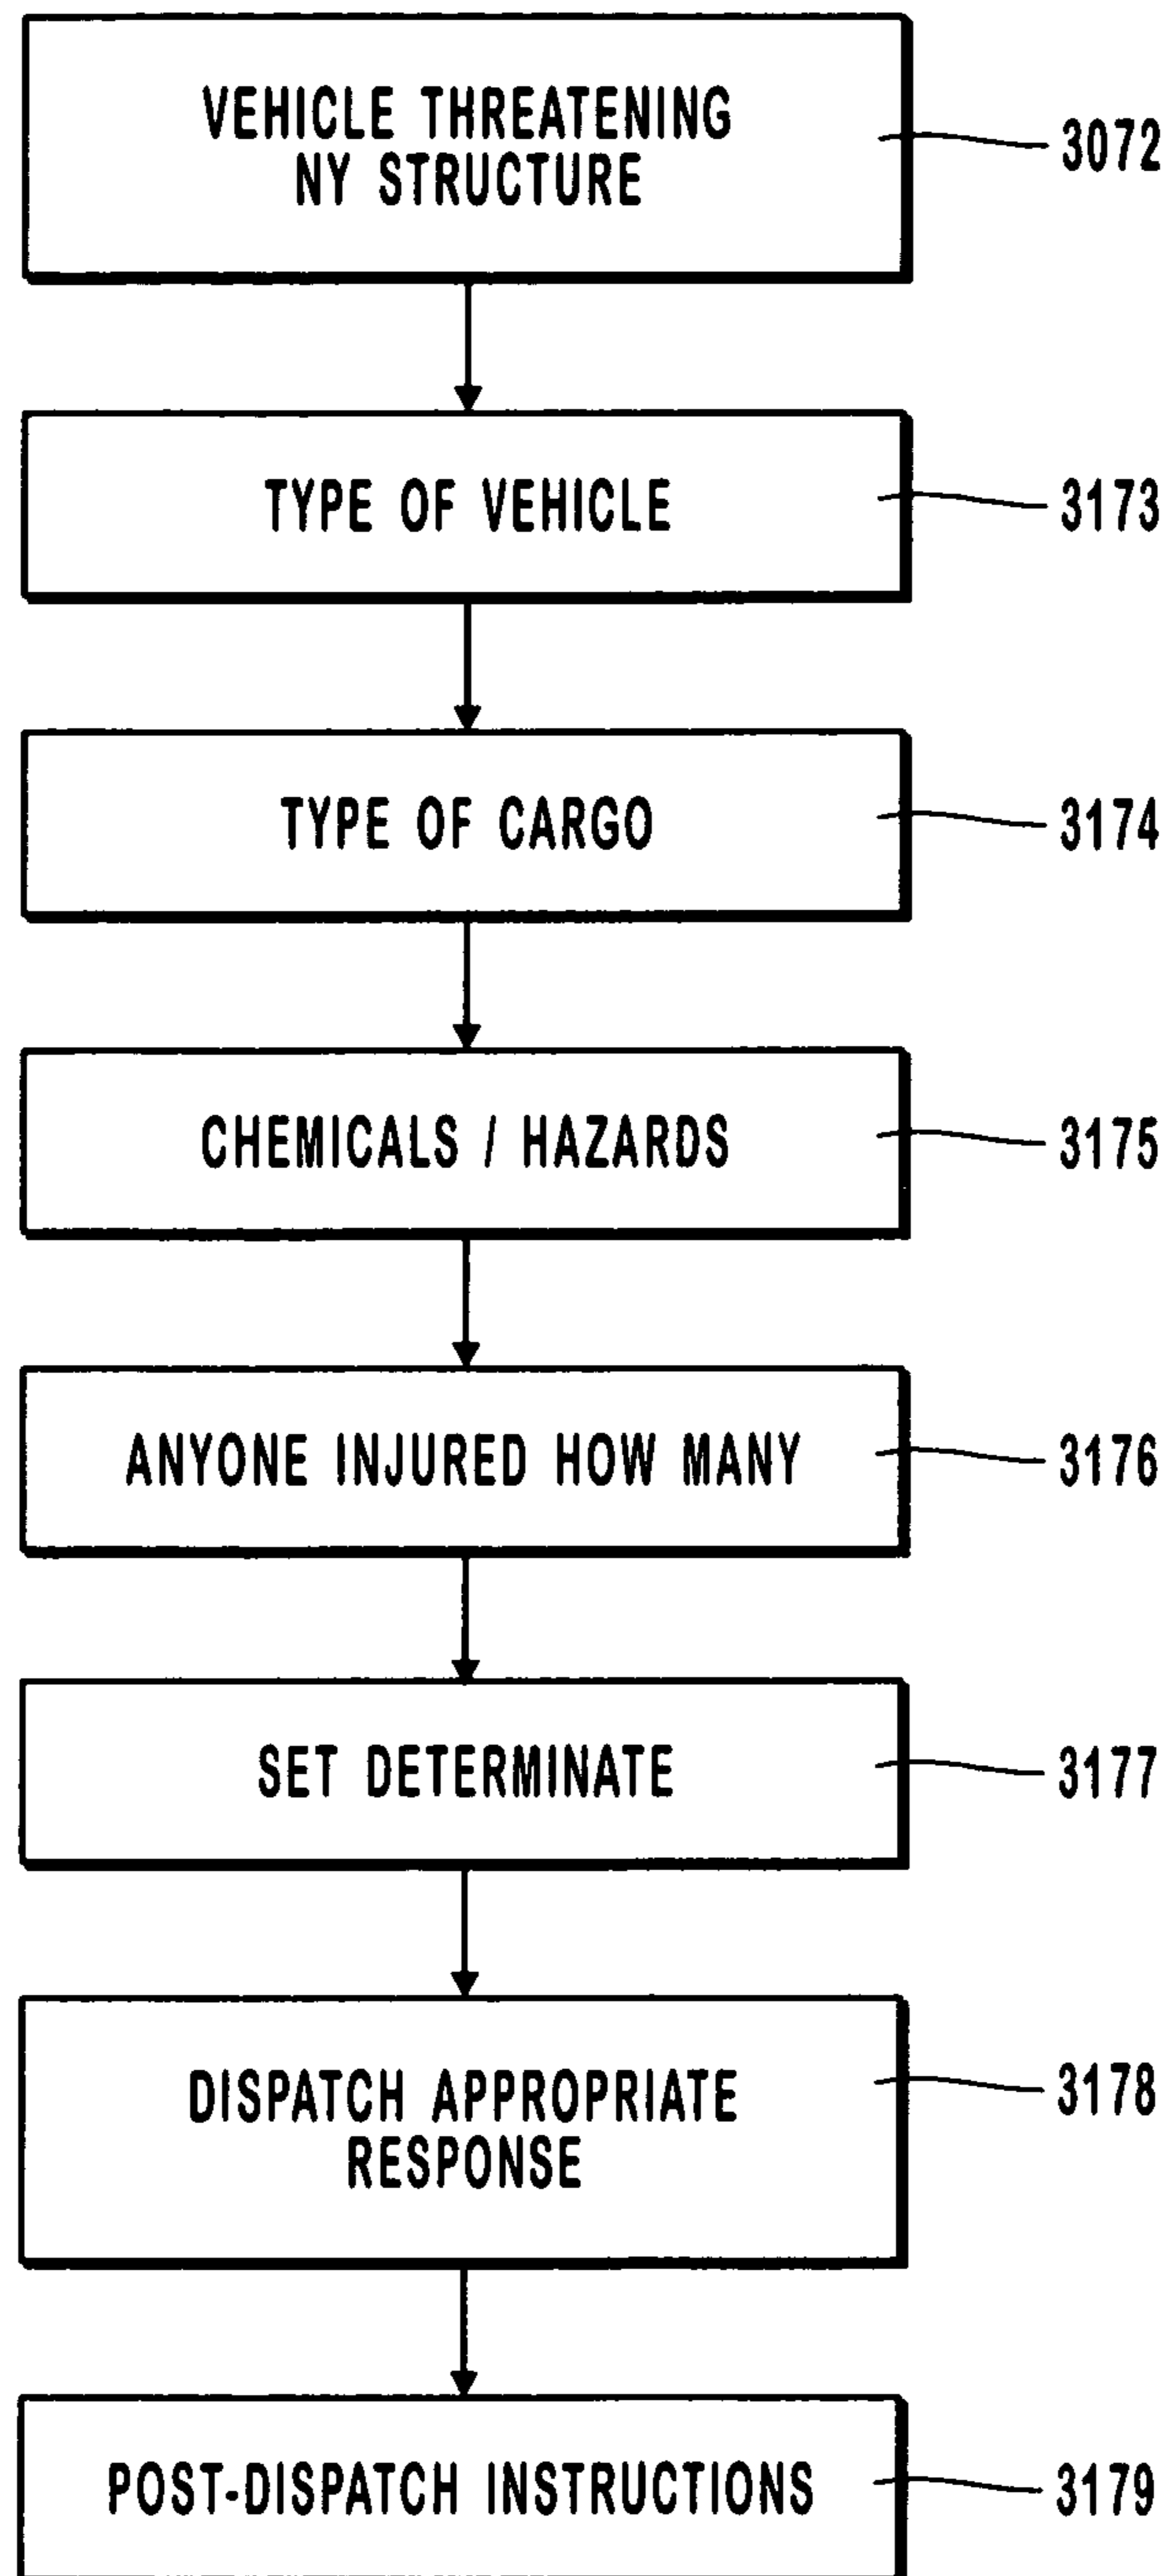 VEHICLE THREATENING
NY STRUCTURE
3072
TYPE OF VEHICLE
3173
TYPE OF CARGO
3174
CHEMICALS / HAZARDS
3175
ANYONE INJURED HOW MANY
3176
SET DETERMINATE
3177
DISPATCH APPROPRIATE
RESPONSE
3178
POST-DISPATCH INSTRUCTIONS
3179